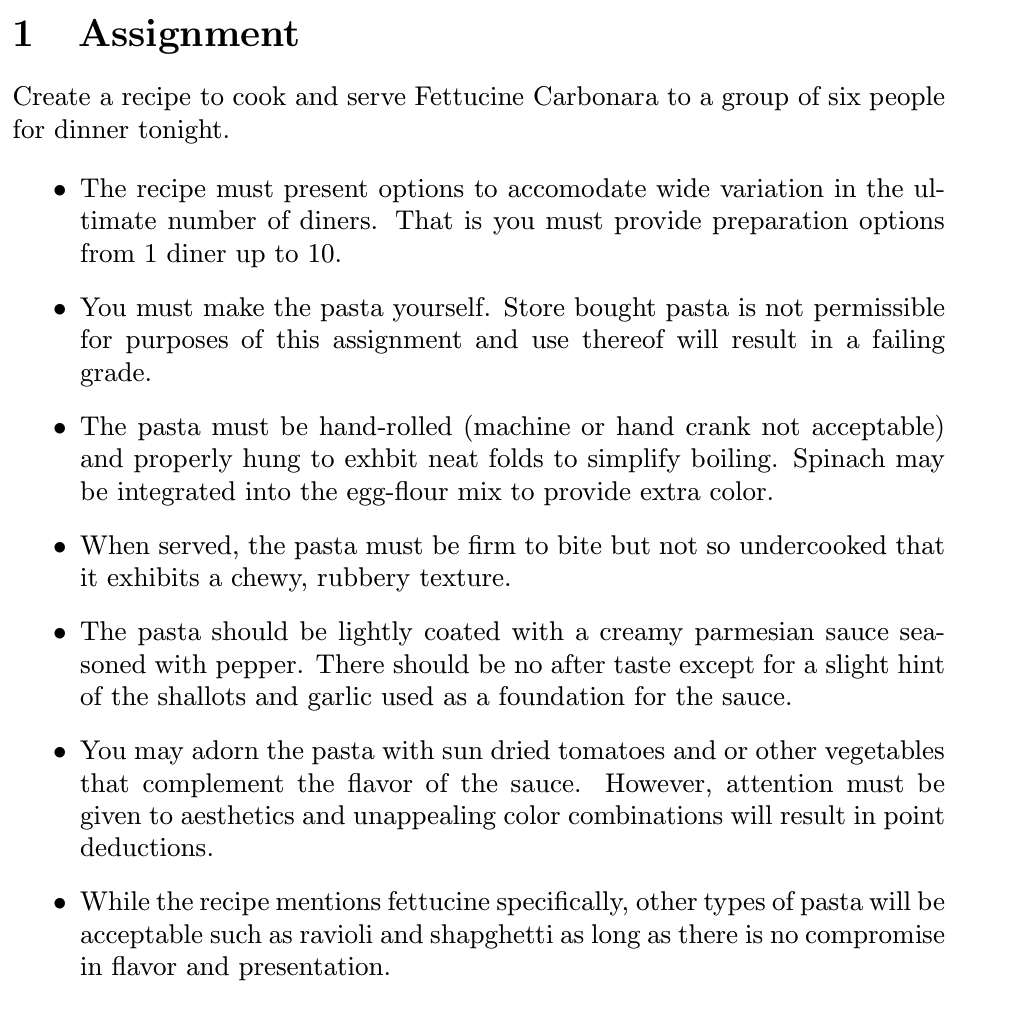 1 Assignment
Create a recipe to cook and serve Fettucine Carbonara to a group of six people
for dinner tonight.
• The recipe must present options to accomodate wide variation in the ul-
timate number of diners. That is you must provide preparation options
from 1 diner up to 10.
• You must make the pasta yourself. Store bought pasta is not permissible
for purposes of this assignment and use thereof will result in a failing
grade.
• The pasta must be hand-rolled (machine or hand crank not acceptable)
and properly hung to exhbit neat folds to simplify boiling. Spinach may
be integrated into the egg-flour mix to provide extra color.
• When served, the pasta must be firm to bite but not so undercooked that
it exhibits a chewy, rubbery texture.
• The pasta should be lightly coated with a creamy parmesian sauce sea-
soned with pepper. There should be no after taste except for a slight hint
of the shallots and garlic used as a foundation for the sauce.
• You may adorn the pasta with sun dried tomatoes and or other vegetables
that complement the flavor of the sauce. However, attention must be
given to aesthetics and unappealing color combinations will result in point
deductions.
• While the recipe mentions fettucine specifically, other types of pasta will be
acceptable such as ravioli and shapghetti as long as there is no compromise
in flavor and presentation.